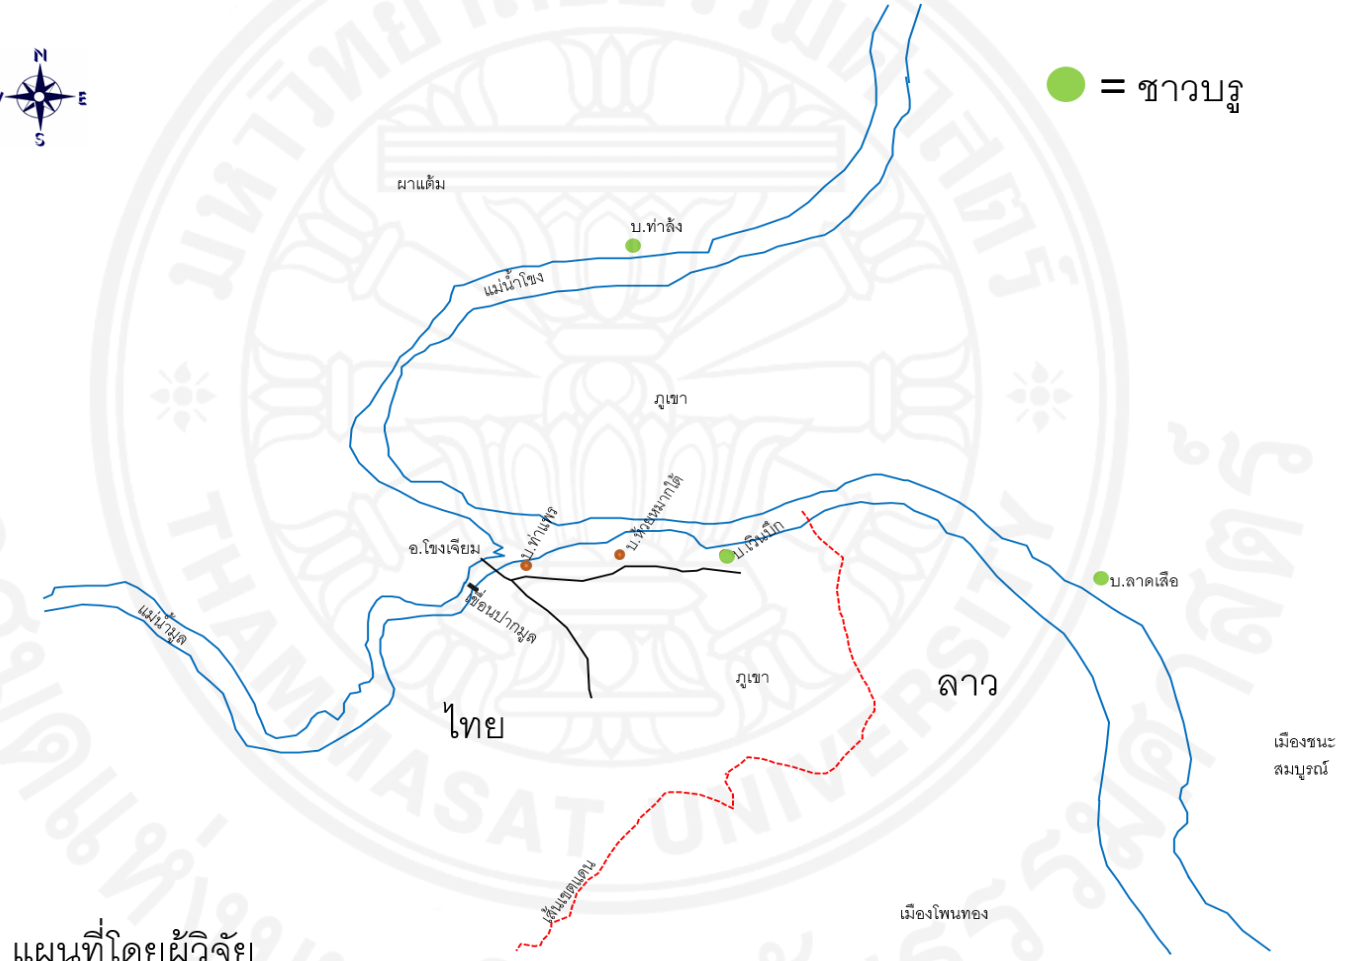 N
E
S
= ชาวบรู
ผาแต้ม
บ.ท่าล้ง
แม่น้ำโขง
ภูเขา
บ.ห้วยหมากใต้
บ.ท่าแพร
บ.เวินบึก
อ.โขงเจียม
บ.ลาดเสือ
เขื่อนปากมูล
แม่น้ำมูล
ภูเขา
ลาว
ไทย
เมืองชนะ
สมบูรณ์
เส้นเขตแดน
เมืองโพนทอง
แผนที่โดยผู้วิจัย
THAMMASAT UNIVERSITY